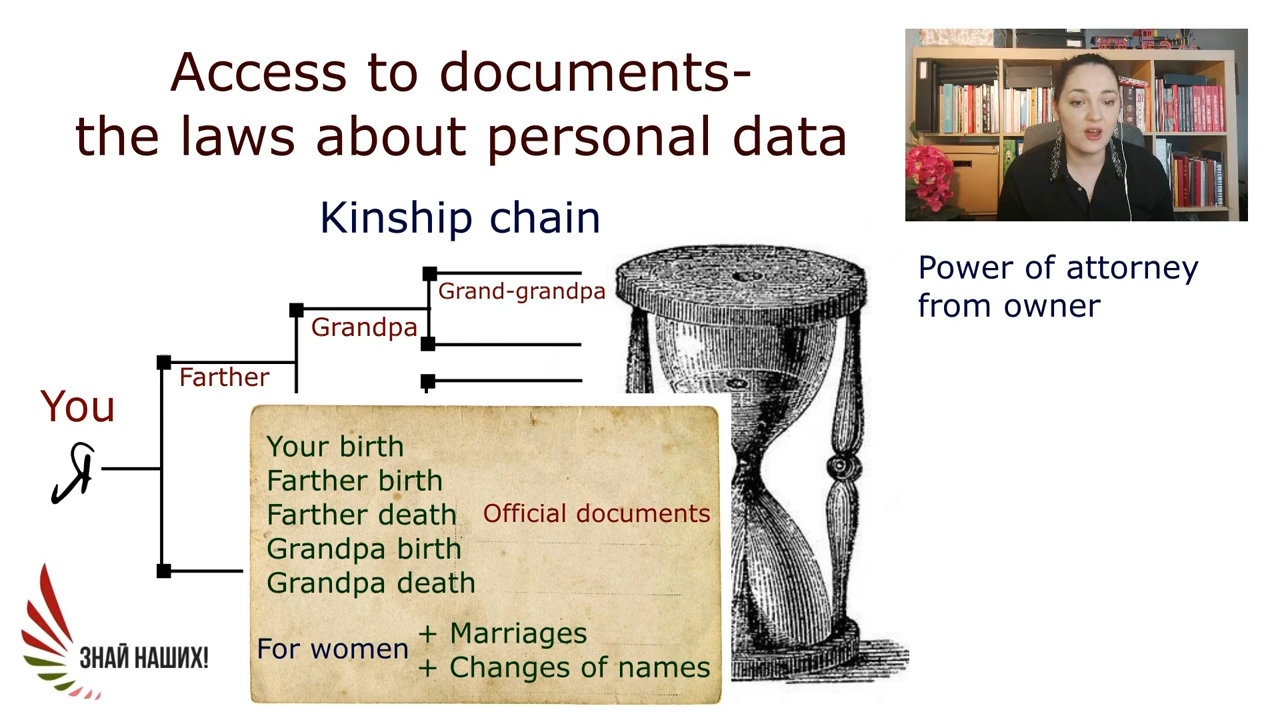 Access to documents-
the laws about personal data
Kinship chain
Power of attorney
from owner
Grand-grandpa
Grandpa
Farther
You
Я
Your birth
Farther birth
Farther death
Official documents
Grandpa birth
Grandpa death
For women
+ Marriages
+ Changes of names
ЗНАЙ НАШИХ!